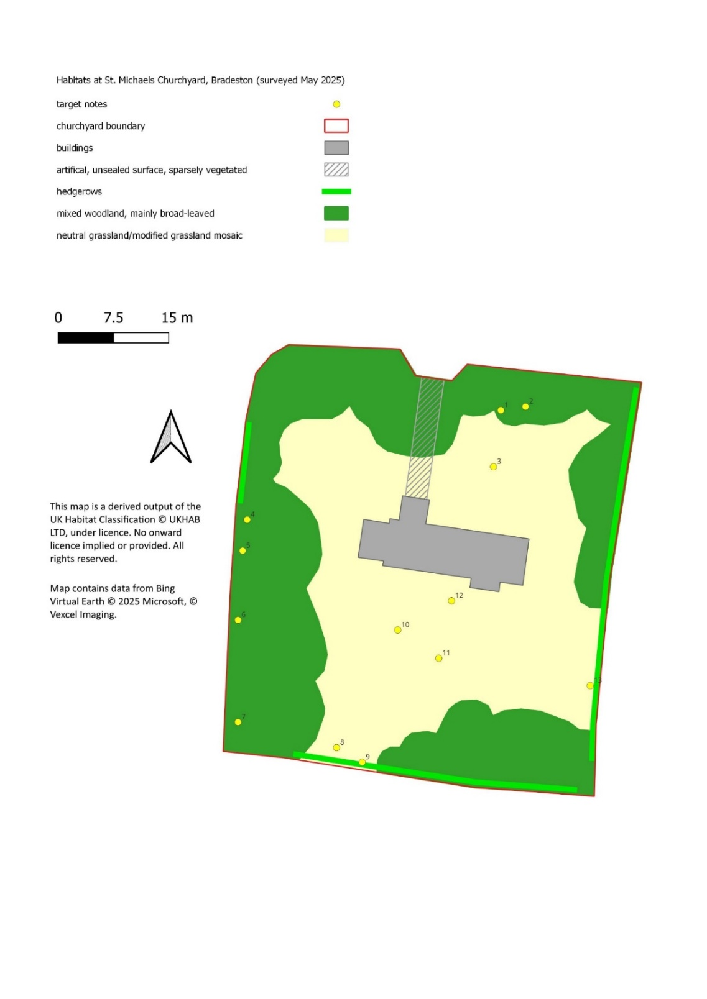 Habitats at St. Michaels Churchyard, Bradeston (surveyed May 2025)
target notes
churchyard boundary
buildings
artifical, unsealed surface, sparsely vegetated
hedgerows
mixed woodland, mainly broad-leaved
neutral grassland/modified grassland mosaic
0 7.5 15 m
This map is a derived output of the
UK Habitat Classification © UKHAB
LTD, under licence. No onward
licence implied or provided. All
rights reserved.
Map contains data from Bing
Virtual Earth © 2025 Microsoft, ©
Vexcel Imaging.
1
2
3
4
5
6
12
10
11
13
7
8
9